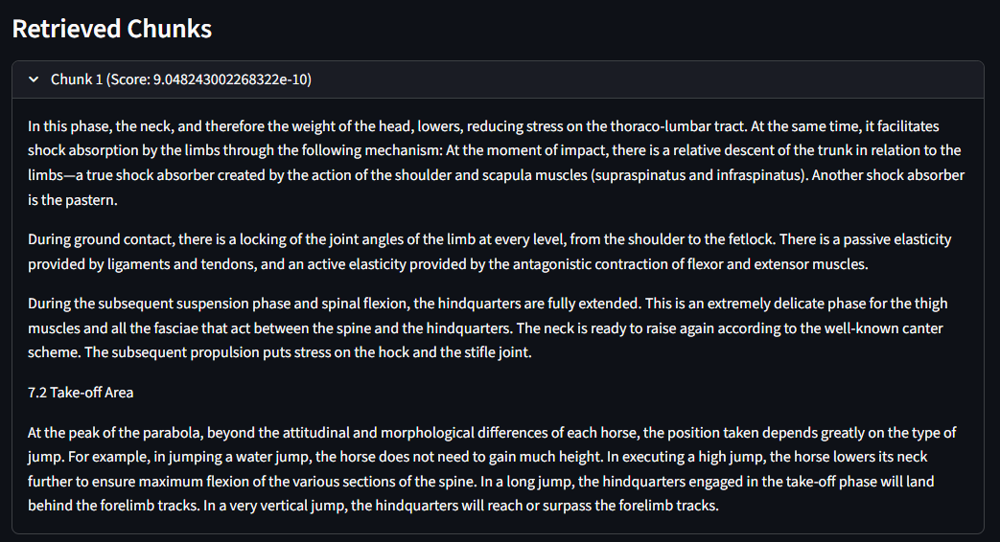 Retrieved Chunks
Chunk 1 (Score: 9.048243002268322e-10)
In this phase, the neck, and therefore the weight of the head, lowers, reducing stress on the thoraco-lumbar tract. At the same time, it facilitates
shock absorption by the limbs through the following mechanism: At the moment of impact, there is a relative descent of the trunk in relation to the
limbs—a true shock absorber created by the action of the shoulder and scapula muscles (supraspinatus and infraspinatus). Another shock absorber
is the pastern.
During ground contact, there is a locking of the joint angles of the limb at every level, from the shoulder to the fetlock. There is a passive elasticity
provided by ligaments and tendons, and an active elasticity provided by the antagonistic contraction of flexor and extensor muscles.
During the subsequent suspension phase and spinal flexion, the hindquarters are fully extended. This is an extremely delicate phase for the thigh
muscles and all the fasciae that act between the spine and the hindquarters. The neck is ready to raise again according to the well-known canter
scheme. The subsequent propulsion puts stress on the hock and the stifle joint.
7.2 Take-off Area
At the peak of the parabola, beyond the attitudinal and morphological differences of each horse, the position taken depends greatly on the type of
jump. For example, in jumping a water jump, the horse does not need to gain much height. In executing a high jump, the horse lowers its neck
further to ensure maximum flexion of the various sections of the spine. In a long jump, the hindquarters engaged in the take-off phase will land
behind the forelimb tracks. In a very vertical jump, the hindquarters will reach or surpass the forelimb tracks.